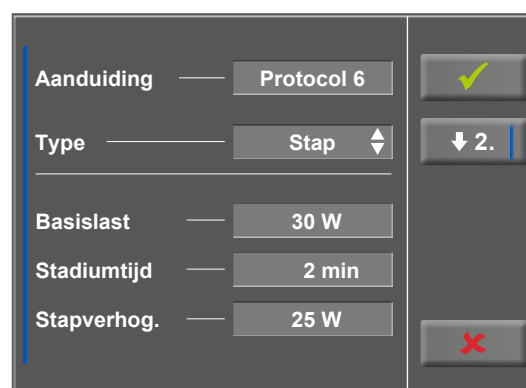 Aanduiding Protocol 6
Type Stap
2.
Basislast 30 W
Stadiumtijd 2 min
Stapverhog. 25 W